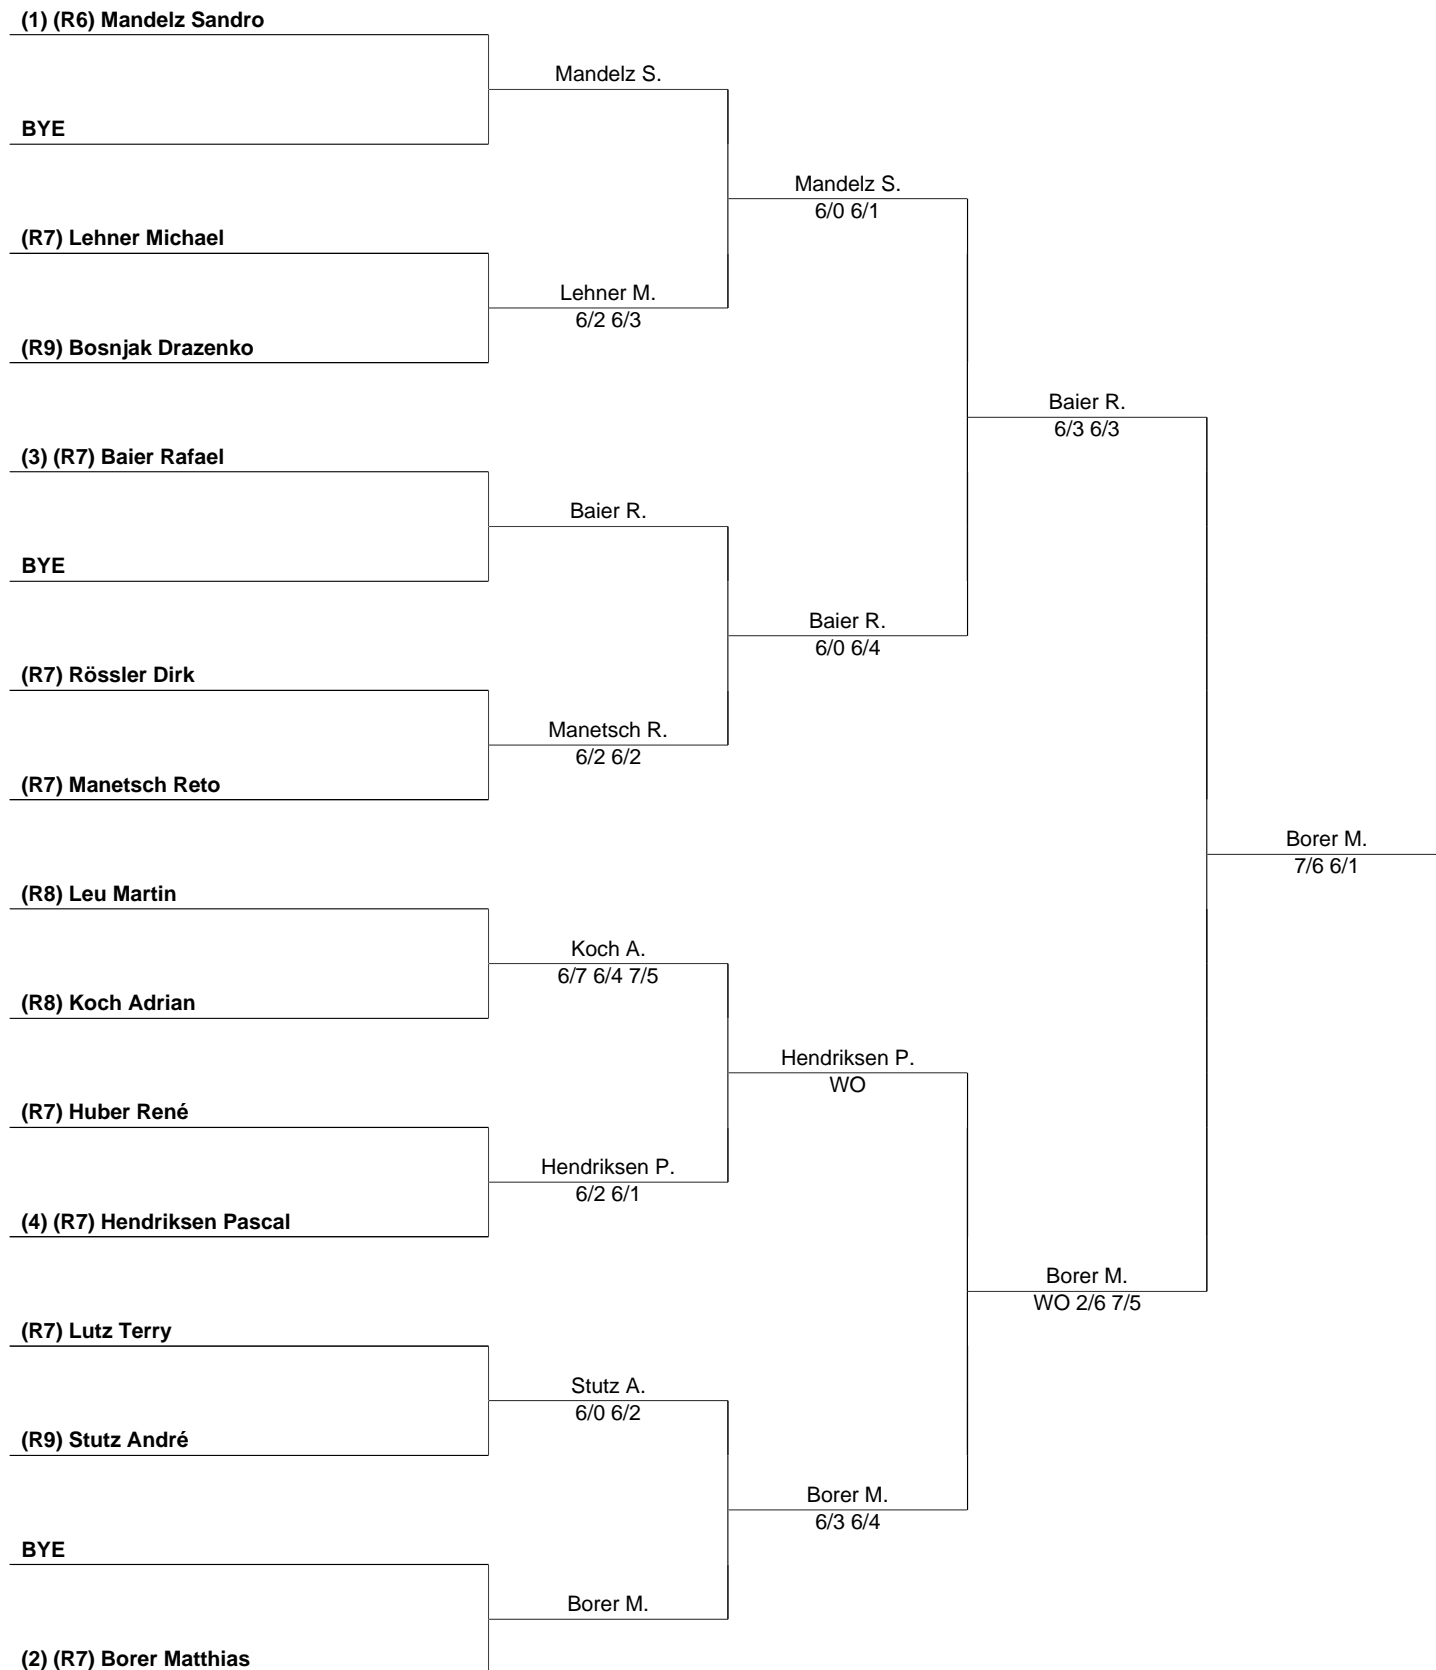 (1) (R6) Mandelz Sandro
Mandelz S.
BYE
Mandelz S.
6/0 6/1
(R7) Lehner Michael
Lehner M.
6/2 6/3
(R9) Bosnjak Drazenko
Baier R.
6/3 6/3
(3) (R7) Baier Rafael
Baier R.
BYE
Baier R.
6/0 6/4
(R7) Rössler Dirk
Manetsch R.
6/2 6/2
(R7) Manetsch Reto
Borer M.
7/6 6/1
(R8) Leu Martin
Koch A.
6/7 6/4 7/5
(R8) Koch Adrian
Hendriksen P.
WO
(R7) Huber René
Hendriksen P.
6/2 6/1
(4) (R7) Hendriksen Pascal
Borer M.
WO 2/6 7/5
(R7) Lutz Terry
Stutz A.
6/0 6/2
(R9) Stutz André
Borer M.
6/3 6/4
BYE
Borer M.
(2) (R7) Borer Matthias